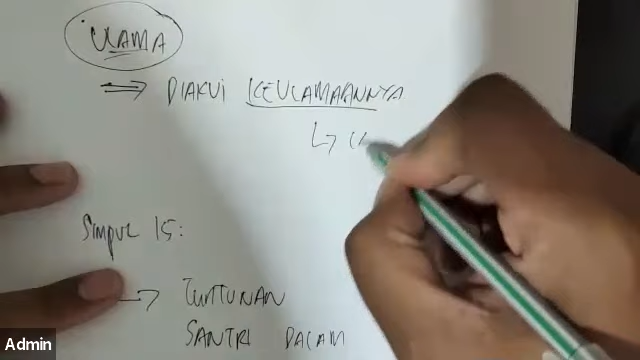 ULAMA
⇒ DIAKUI KEULAMAANNYA
↳
Simpul 15:
→ TUNTUNAN
SANTRI DALAM
Admin